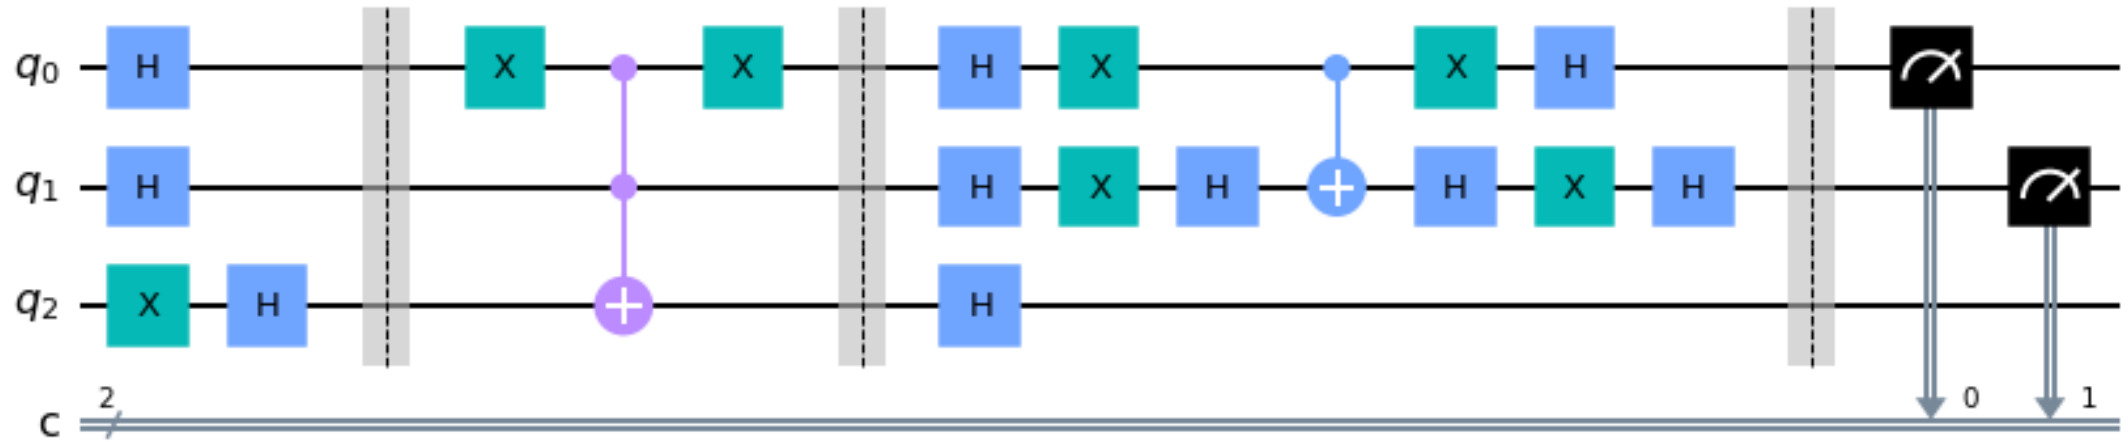 q0 H X X H X X H
q1 H H X H H X H
q2 X H H
2 0 1
c